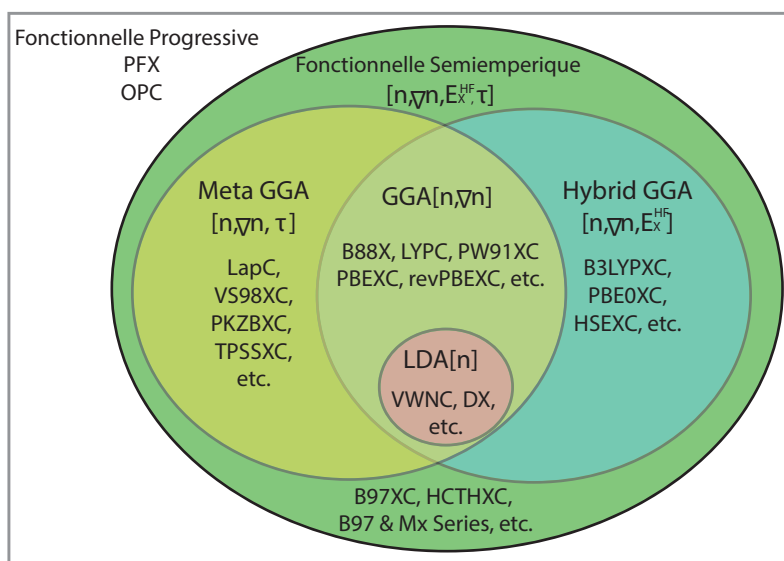 Fonctionnelle Progressive
PFX
OPC
Fonctionnelle Semiemperique
[n,∇n,E_X^HF,τ]
Meta GGA
[n,∇n, τ]
LapC,
VS98XC,
PKZBXC,
TPSSXC,
etc.
GGA[n,∇n]
B88X, LYPC, PW91XC
PBEXC, revPBEXC, etc.
LDA[n]
VWNC, DX,
etc.
Hybrid GGA
[n,∇n,E_X^HF]
B3LYPXC,
PBE0XC,
HSEXC, etc.
B97XC, HCTHXC,
B97 & Mx Series, etc.